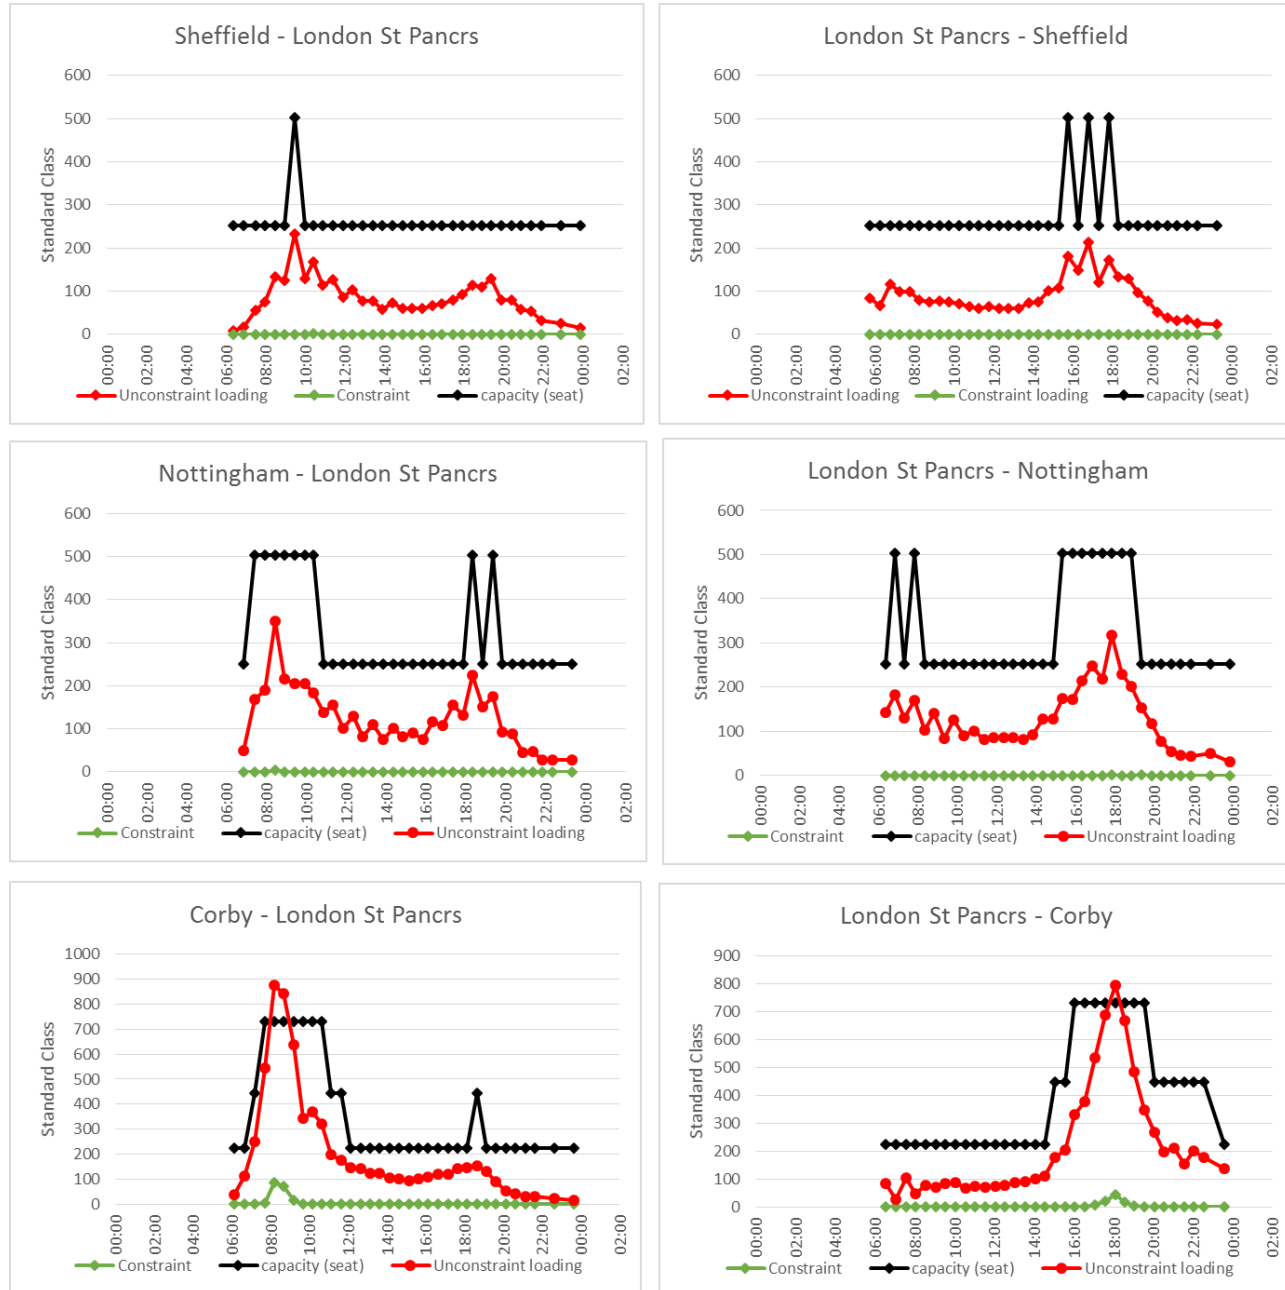 Sheffield - London St Pancrs
600
500
400
300
200
100
0
Standard Class
00:00 02:00 04:00 06:00 08:00 10:00 12:00 14:00 16:00 18:00 20:00 22:00 00:00 02:00
Unconstraint loading Constraint capacity (seat)
London St Pancrs - Sheffield
600
500
400
300
200
100
0
Standard Class
00:00 02:00 04:00 06:00 08:00 10:00 12:00 14:00 16:00 18:00 20:00 22:00 00:00 02:00
Unconstraint loading Constraint loading capacity (seat)
Nottingham - London St Pancrs
600
500
400
300
200
100
0
Standard Class
00:00 02:00 04:00 06:00 08:00 10:00 12:00 14:00 16:00 18:00 20:00 22:00 00:00 02:00
Constraint capacity (seat) Unconstraint loading
London St Pancrs - Nottingham
600
500
400
300
200
100
0
Standard Class
00:00 02:00 04:00 06:00 08:00 10:00 12:00 14:00 16:00 18:00 20:00 22:00 00:00 02:00
Constraint capacity (seat) Unconstraint loading
Corby - London St Pancrs
1000
900
800
700
600
500
400
300
200
100
0
Standard Class
00:00 02:00 04:00 06:00 08:00 10:00 12:00 14:00 16:00 18:00 20:00 22:00 00:00 02:00
Constraint capacity (seat) Unconstraint loading
London St Pancrs - Corby
900
800
700
600
500
400
300
200
100
0
Standard Class
00:00 02:00 04:00 06:00 08:00 10:00 12:00 14:00 16:00 18:00 20:00 22:00 00:00 02:00
Constraint capacity (seat) Unconstraint loading